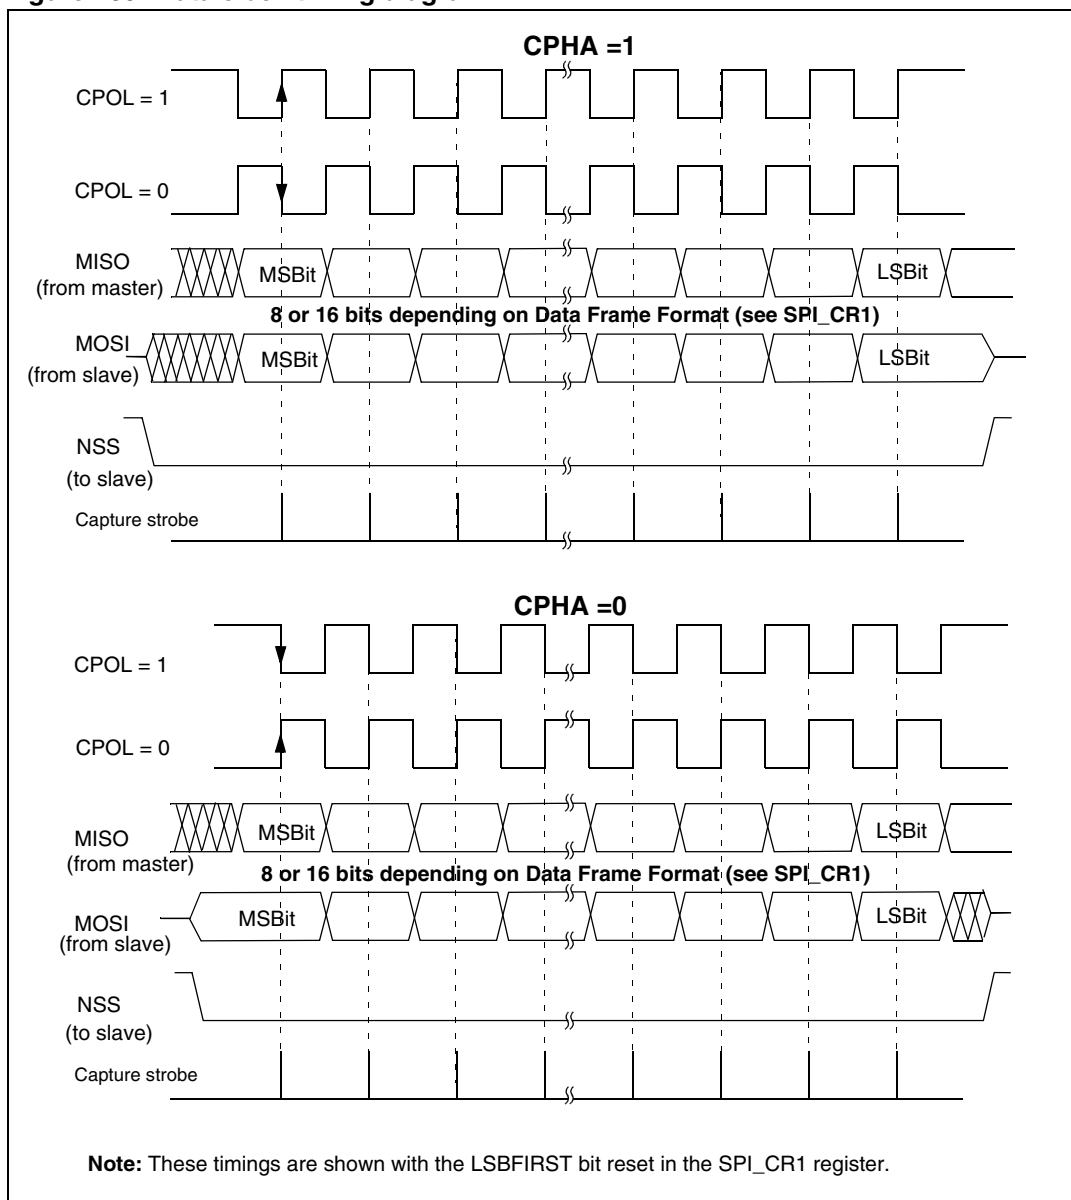 CPHA =1
CPOL = 1
CPOL = 0
MISO
(from master)
MSBit
LSBit
8 or 16 bits depending on Data Frame Format (see SPI_CR1)
MOSI
(from slave)
MSBit
LSBit
NSS
(to slave)
Capture strobe
CPHA =0
CPOL = 1
CPOL = 0
MISO
(from master)
MSBit
LSBit
8 or 16 bits depending on Data Frame Format (see SPI_CR1)
MOSI
(from slave)
MSBit
LSBit
NSS
(to slave)
Capture strobe
Note: These timings are shown with the LSBFIRST bit reset in the SPI_CR1 register.